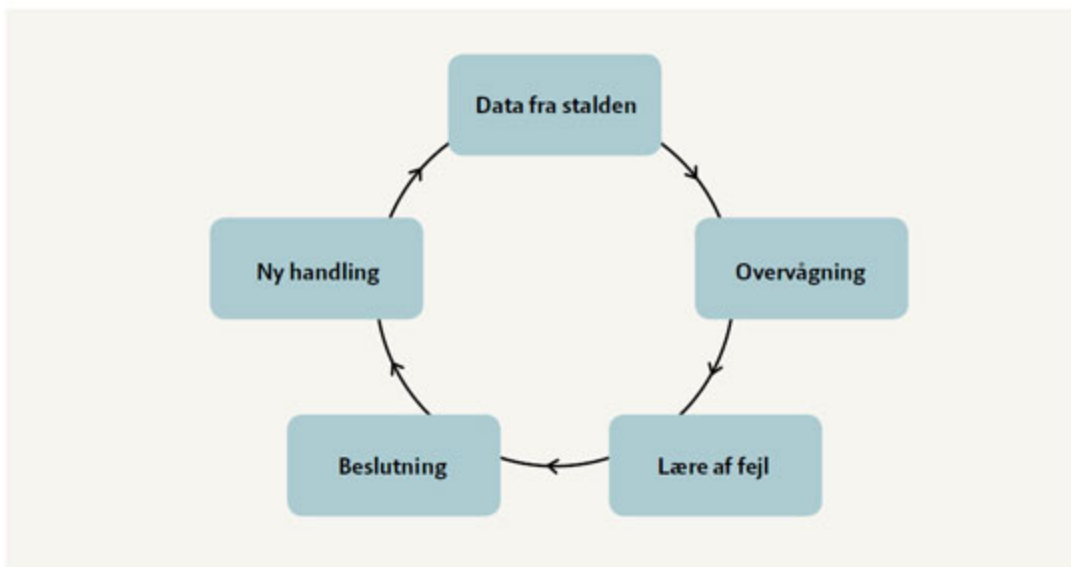 Data fra stalden
Overvågning
Lære af fejl
Beslutning
Ny handling